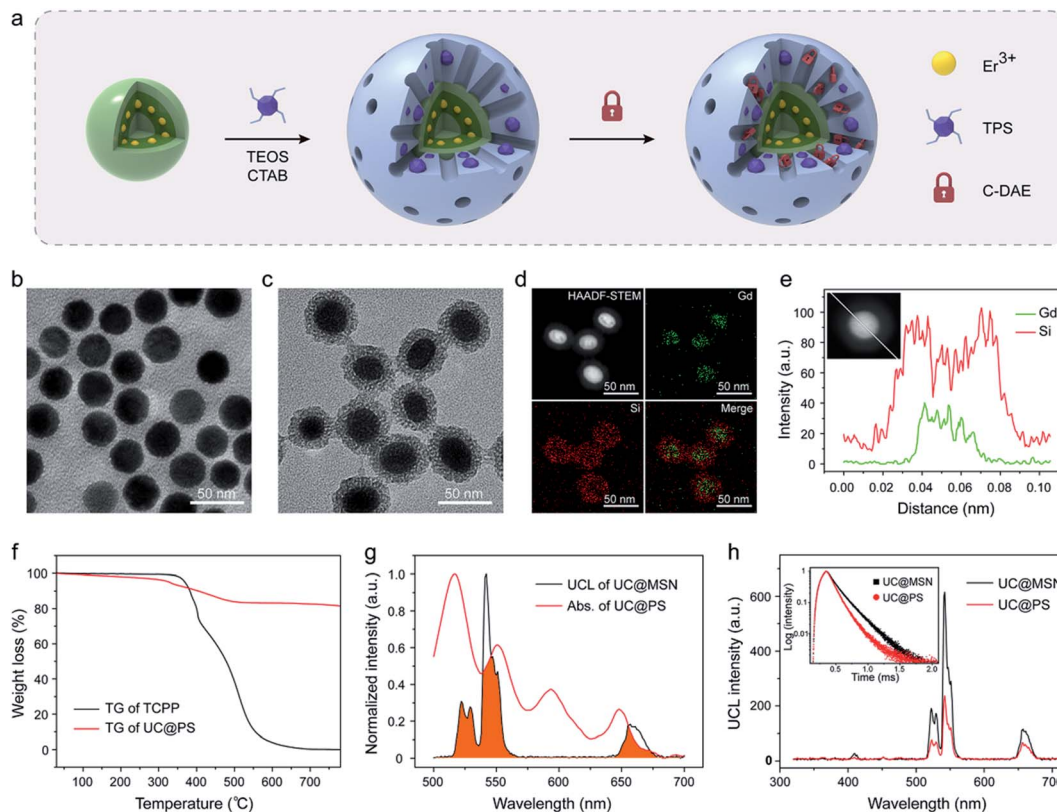 a
TEOS
CTAB
Er3+
TPS
C-DAE
b
50 nm
c
50 nm
d
HAADF-STEM
50 nm
Gd
50 nm
Si
50 nm
Merge
50 nm
e
Gd
Si
100
80
60
40
20
0
0.00 0.02 0.04 0.06 0.08 0.10
Intensity (a.u.)
Distance (nm)
f
100
80
60
40
20
0
TG of TCPP
TG of UC@PS
100 200 300 400 500 600 700
Weight loss (%)
Temperature (℃)
g
UCL of UC@MSN
Abs. of UC@PS
1.0
0.8
0.6
0.4
0.2
0
500 550 600 650 700
Normalized intensity (a.u.)
Wavelength (nm)
h
UC@MSN
UC@PS
600
450
300
150
0
300 400 500 600 700
UCL intensity (a.u.)
Wavelength (nm)
UC@MSN
UC@PS
1
0.1
0.01
0.5 1.0 1.5 2.0
Log (intensity)
Time (ms)